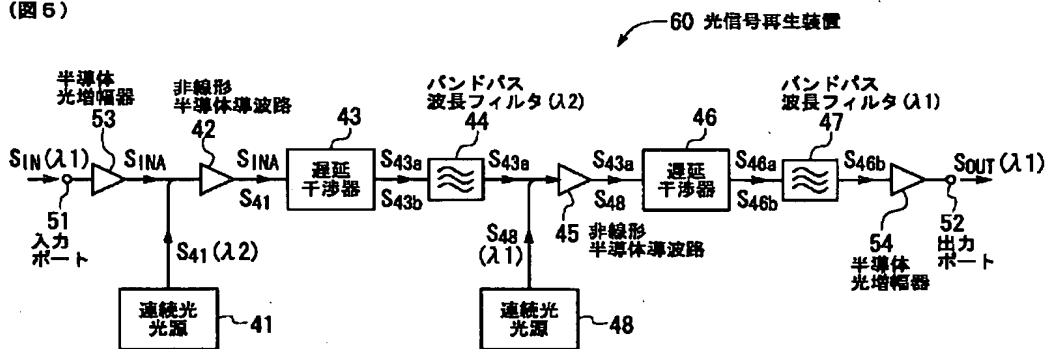 (図5)
60 光信号再生装置
半導体
光増幅器
53
非線形
半導体導波路
42
43
バンドパス
波長フィルタ(λ2)
44
46
バンドパス
波長フィルタ(λ1)
47
SIN(λ1)
SINA
SINA
S41
遅延
干渉器
S43a
S43b
S43a
S43a
S48
遅延
干渉器
S46a
S46b
S46b
SOUT(λ1)
51
入力
ポート
S41(λ2)
S48
(λ1)
45 非線形
半導体導波路
54
半導体
光増幅器
52
出力
ポート
連続光
光源
41
連続光
光源
48